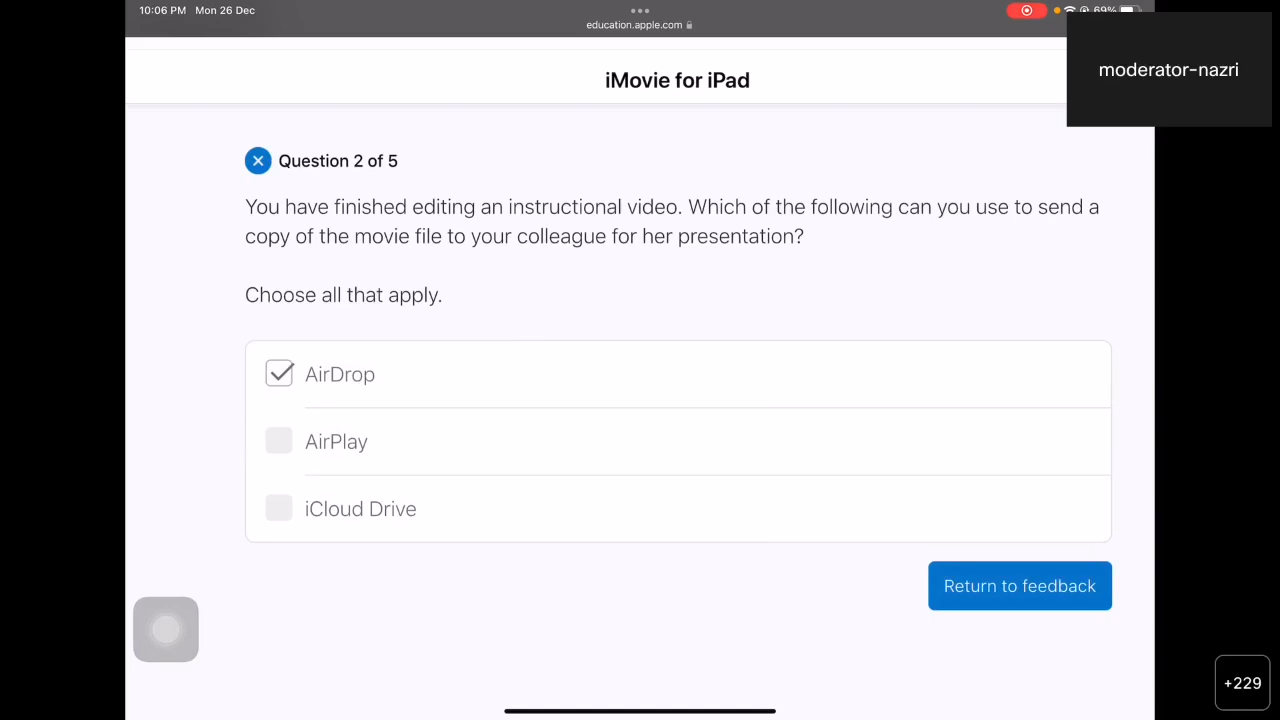 10:06 PM Mon 26 Dec
education.apple.com
69%
moderator-nazri
iMovie for iPad
Question 2 of 5
You have finished editing an instructional video. Which of the following can you use to send a
copy of the movie file to your colleague for her presentation?
Choose all that apply.
AirDrop
AirPlay
iCloud Drive
Return to feedback
+229